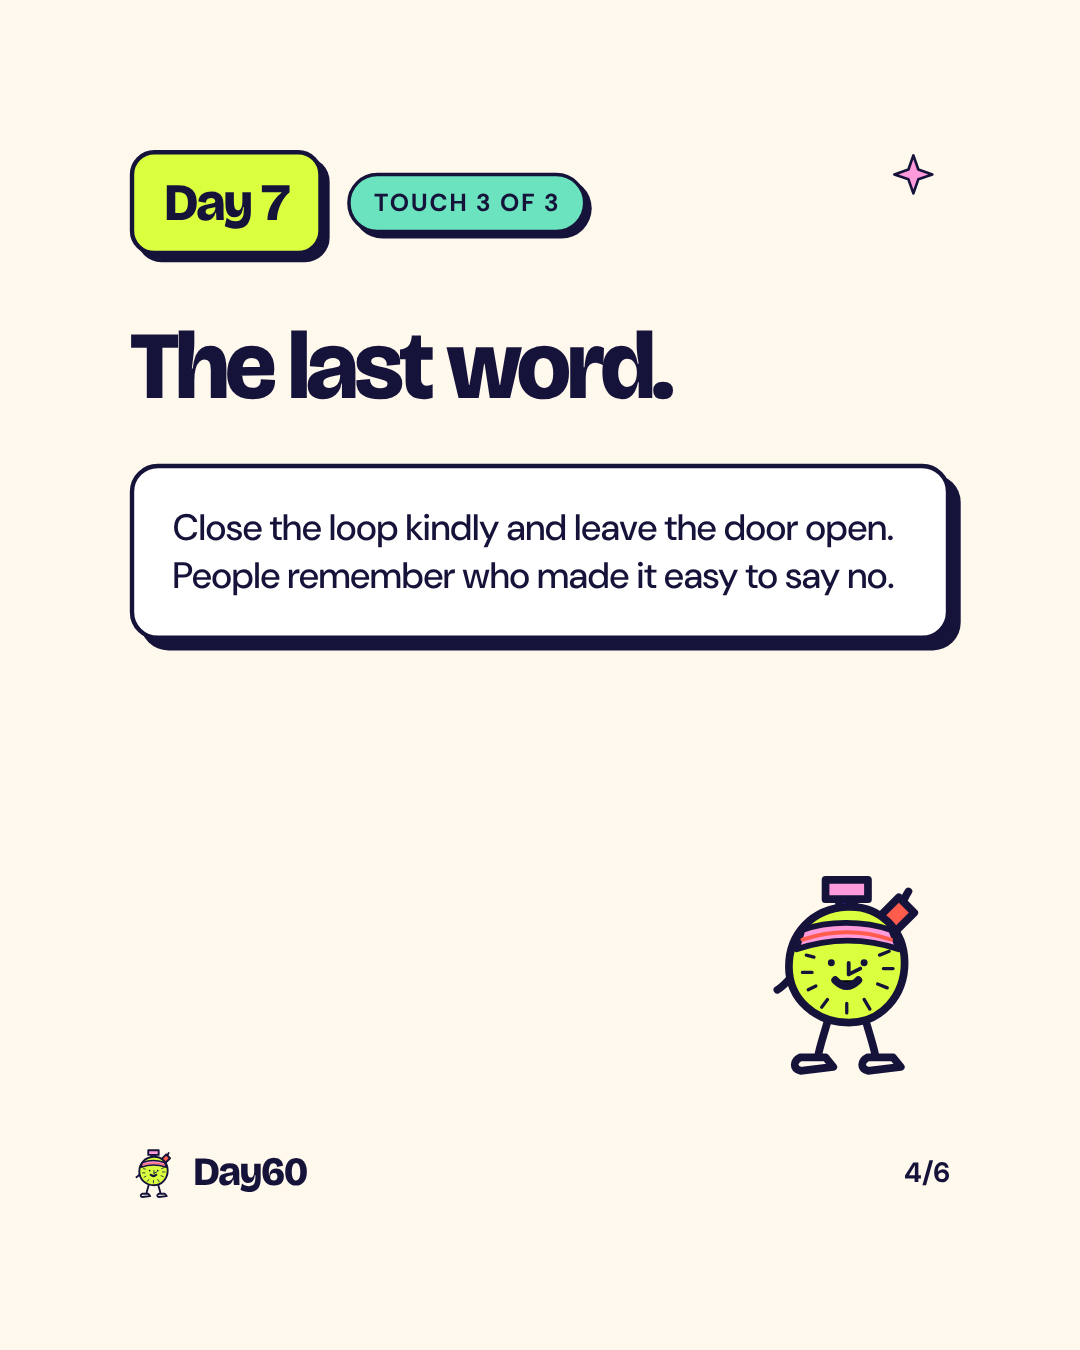 Day 7
TOUCH 3 OF 3
The last word.
Close the loop kindly and leave the door open.
People remember who made it easy to say no.
Day60
4/6